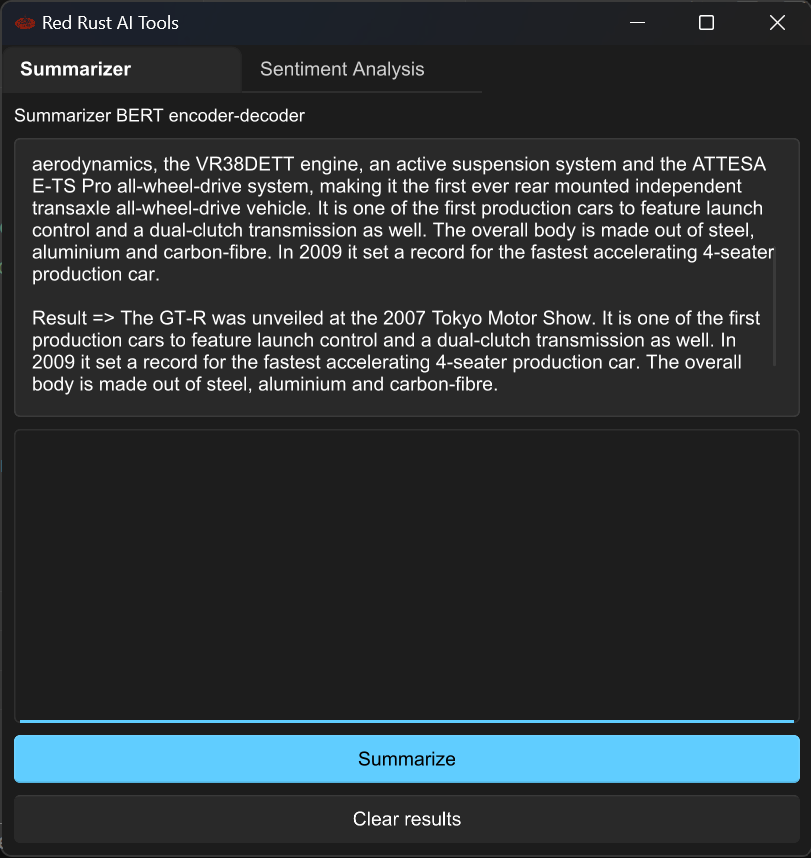 Red Rust AI Tools
Summarizer
Sentiment Analysis
Summarizer BERT encoder-decoder
aerodynamics, the VR38DETT engine, an active suspension system and the ATTESA
E-TS Pro all-wheel-drive system, making it the first ever rear mounted independent
transaxle all-wheel-drive vehicle. It is one of the first production cars to feature launch
control and a dual-clutch transmission as well. The overall body is made out of steel,
aluminium and carbon-fibre. In 2009 it set a record for the fastest accelerating 4-seater
production car.
Result => The GT-R was unveiled at the 2007 Tokyo Motor Show. It is one of the first
production cars to feature launch control and a dual-clutch transmission as well. In
2009 it set a record for the fastest accelerating 4-seater production car. The overall
body is made out of steel, aluminium and carbon-fibre.
Summarize
Clear results